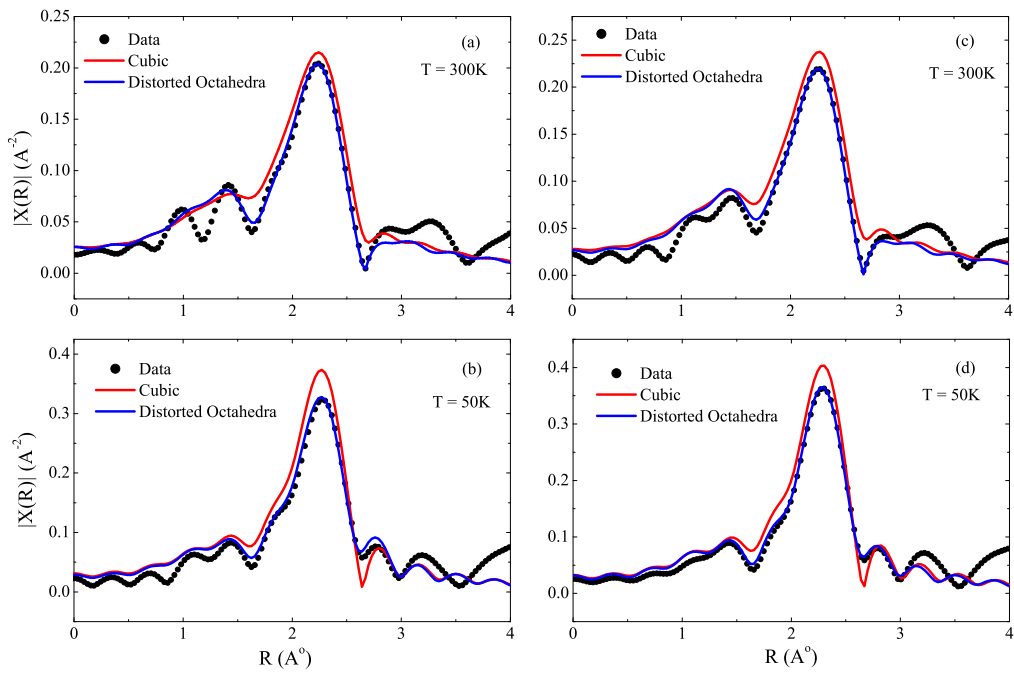 0.25
0.20
0.15
0.10
0.05
0.00
|X(R)| (A⁻²)
Data
Cubic
Distorted Octahedra
(a)
T = 300K
0 1 2 3 4
0.25
0.20
0.15
0.10
0.05
0.00
Data
Cubic
Distorted Octahedra
(c)
T = 300K
0 1 2 3 4
0.4
0.3
0.2
0.1
0.0
|X(R)| (A⁻²)
Data
Cubic
Distorted Octahedra
(b)
T = 50K
0 1 2 3 4
R (A°)
0.4
0.3
0.2
0.1
0.0
Data
Cubic
Distorted Octahedra
(d)
T = 50K
0 1 2 3 4
R (A°)